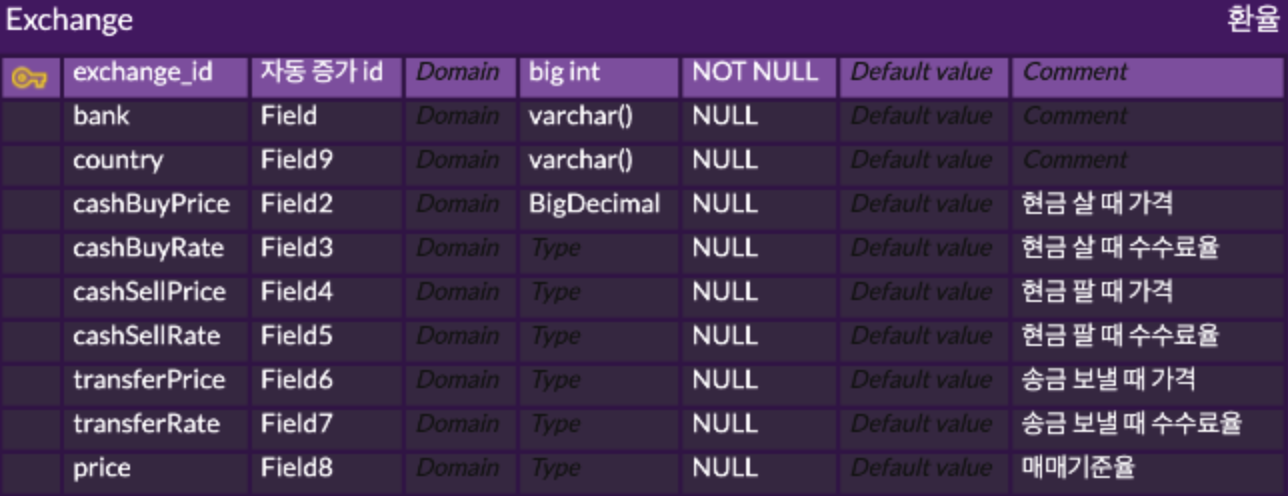 Exchange 환율
exchange_id 자동 증가 id Domain big int NOT NULL Default value Comment
bank Field Domain varchar() NULL Default value Comment
country Field9 Domain varchar() NULL Default value Comment
cashBuyPrice Field2 Domain BigDecimal NULL Default value 현금 살 때 가격
cashBuyRate Field3 Domain Type NULL Default value 현금 살 때 수수료율
cashSellPrice Field4 Domain Type NULL Default value 현금 팔 때 가격
cashSellRate Field5 Domain Type NULL Default value 현금 팔 때 수수료율
transferPrice Field6 Domain Type NULL Default value 송금 보낼 때 가격
transferRate Field7 Domain Type NULL Default value 송금 보낼 때 수수료율
price Field8 Domain Type NULL Default value 매매기준율